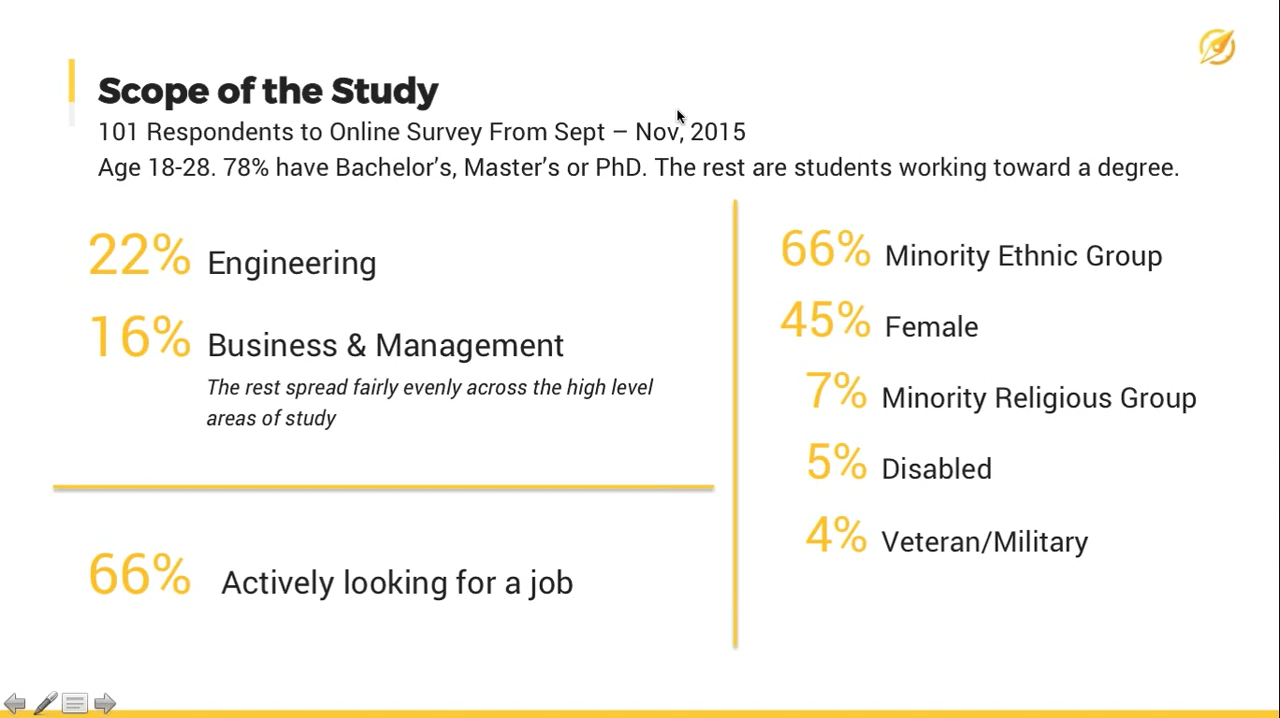 Scope of the Study
101 Respondents to Online Survey From Sept – Nov, 2015
Age 18-28. 78% have Bachelor’s, Master’s or PhD. The rest are students working toward a degree.
22% Engineering
16% Business & Management
The rest spread fairly evenly across the high level
areas of study
66% Actively looking for a job
66% Minority Ethnic Group
45% Female
7% Minority Religious Group
5% Disabled
4% Veteran/Military